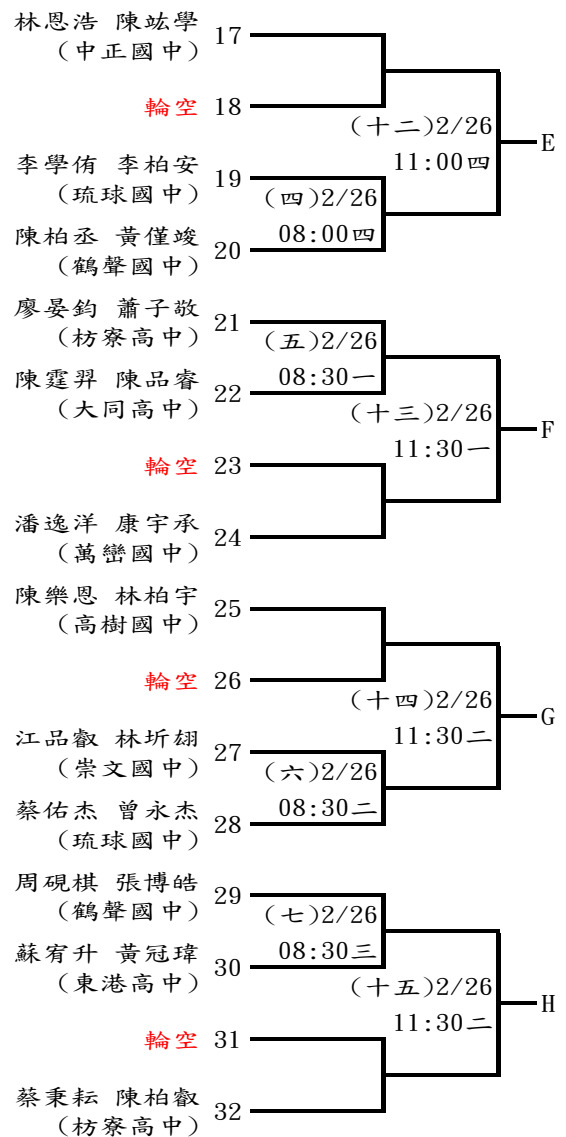 林恩浩 陳竑學 17
(中正國中)
輪空 18
(十二)2/26
11:00四
E
李學侑 李柏安 19
(琉球國中)
(四)2/26
08:00四
陳柏丞 黃僅竣 20
(鶴聲國中)
廖晏鈞 蕭子敬 21
(枋寮高中)
(五)2/26
08:30一
陳霆羿 陳品睿 22
(大同高中)
(十三)2/26
11:30一
F
輪空 23
潘逸洋 康宇承 24
(萬巒國中)
陳樂恩 林柏宇 25
(高樹國中)
輪空 26
(十四)2/26
11:30二
G
江品叡 林圻翃 27
(崇文國中)
(六)2/26
08:30二
蔡佑杰 曾永杰 28
(琉球國中)
周硯棋 張博皓 29
(鶴聲國中)
(七)2/26
08:30三
蘇宥升 黃冠瑋 30
(東港高中)
(十五)2/26
11:30二
H
輪空 31
蔡秉耘 陳柏叡 32
(枋寮高中)